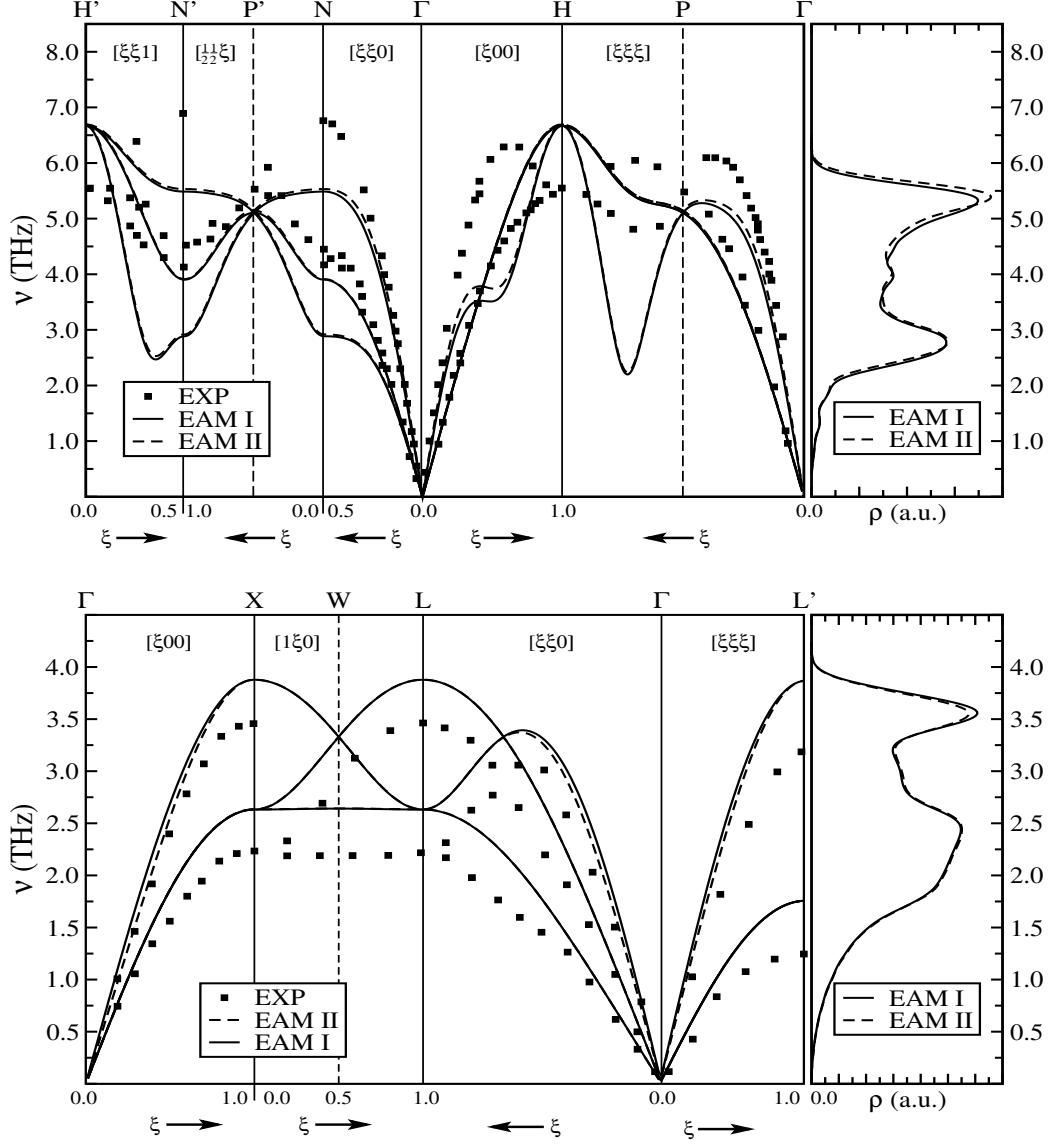 H' N' P' N Γ H P Γ
[ξξ1] [½½ξ] [ξξ0] [ξ00] [ξξξ]
8.0 8.0
7.0 7.0
6.0 6.0
5.0 5.0
4.0 4.0
3.0 3.0
2.0 2.0
1.0 1.0
ν (THz)
EXP
EAM I
EAM II
EAM I
EAM II
0.0 0.5 1.0 0.0 0.5 0.0 1.0 0.0
ρ (a.u.)
ξ ξ ξ ξ ξ
Γ X W L Γ L'
[ξ00] [1ξ0] [ξξ0] [ξξξ]
4.0 4.0
3.5 3.5
3.0 3.0
2.5 2.5
2.0 2.0
1.5 1.5
1.0 1.0
0.5 0.5
ν (THz)
EXP
EAM II
EAM I
EAM I
EAM II
0.0 1.0 0.0 0.5 1.0 0.0 1.0 0.0
ρ (a.u.)
ξ ξ ξ ξ